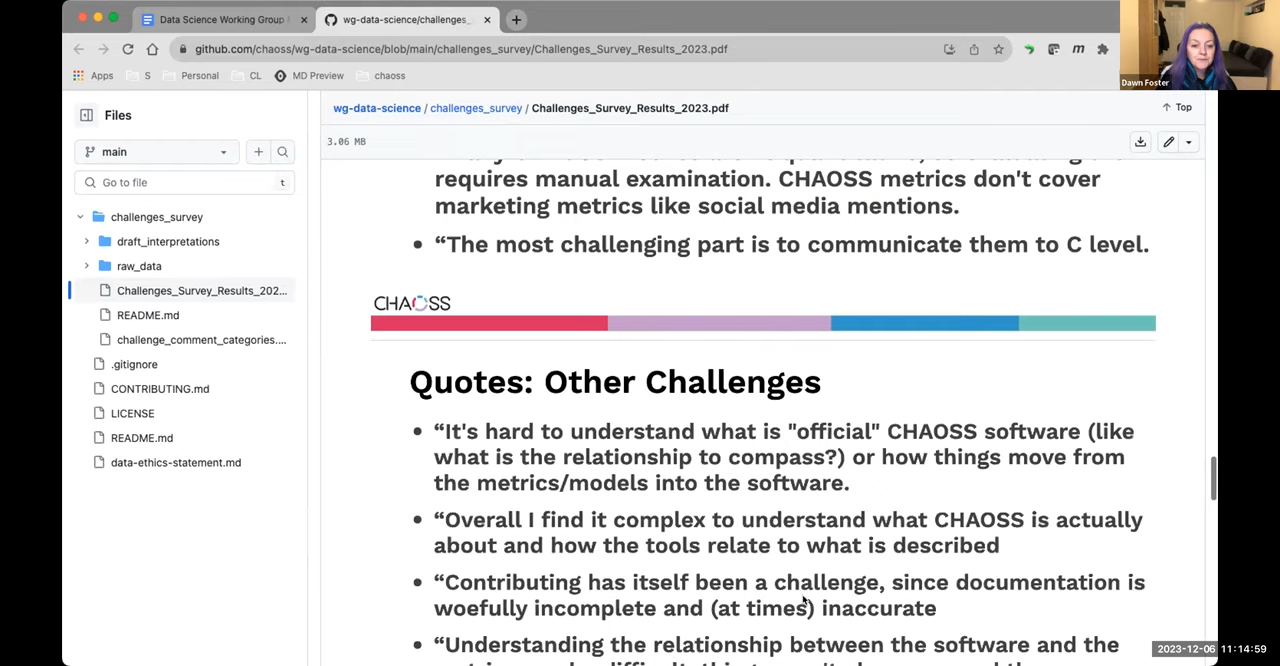 Data Science Working Group
wg-data-science/challenges_
github.com/chaoss/wg-data-science/blob/main/challenges_survey/Challenges_Survey_Results_2023.pdf
m
Apps
S
Personal
CL
MD Preview
chaoss
Dawn Foster
Files
main
Go to file
t
challenges_survey
draft_interpretations
raw_data
Challenges_Survey_Results_202...
README.md
challenge_comment_categories....
.gitignore
CONTRIBUTING.md
LICENSE
README.md
data-ethics-statement.md
wg-data-science / challenges_survey / Challenges_Survey_Results_2023.pdf
Top
3.06 MB
requires manual examination. CHAOSS metrics don't cover
marketing metrics like social media mentions.
• “The most challenging part is to communicate them to C level.
CHAOSS
Quotes: Other Challenges
• “It's hard to understand what is "official" CHAOSS software (like
what is the relationship to compass?) or how things move from
the metrics/models into the software.
• “Overall I find it complex to understand what CHAOSS is actually
about and how the tools relate to what is described
• “Contributing has itself been a challenge, since documentation is
woefully incomplete and (at times) inaccurate
• “Understanding the relationship between the software and the
2023-12-06 11:14:59